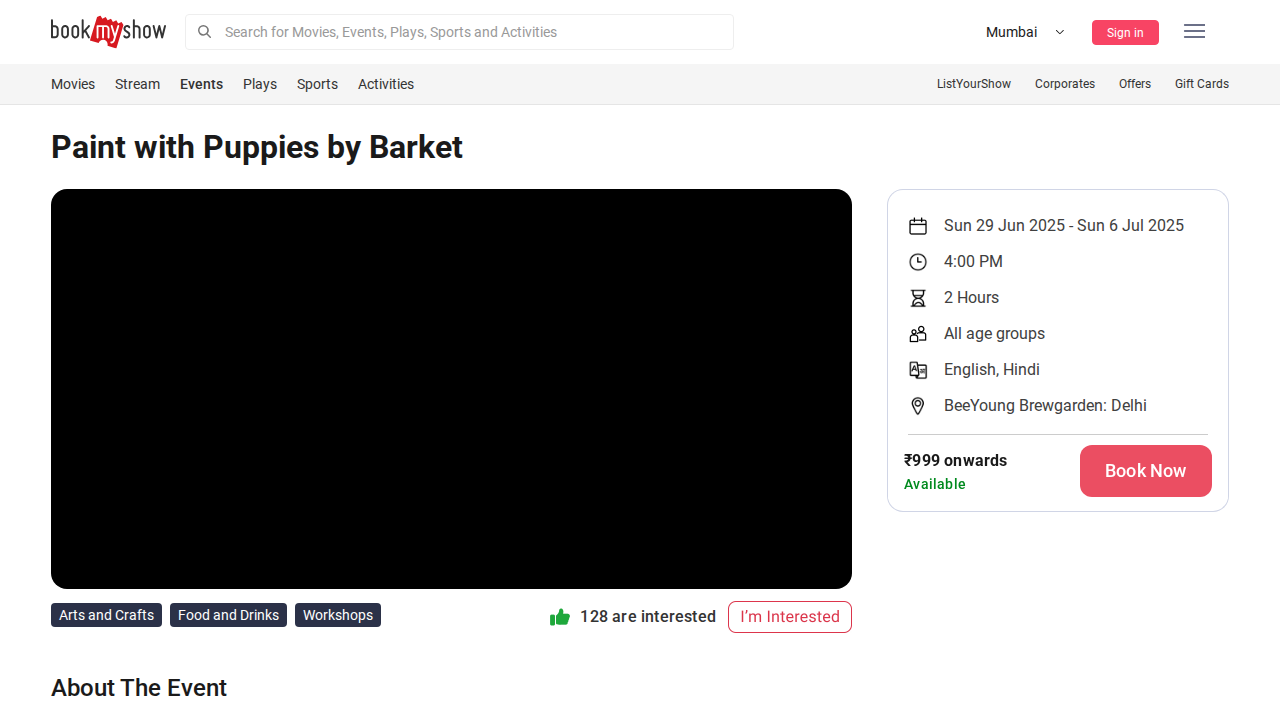 bookmyshow
Search for Movies, Events, Plays, Sports and Activities
Mumbai
Sign in
Movies Stream Events Plays Sports Activities
ListYourShow Corporates Offers Gift Cards
Paint with Puppies by Barket
Sun 29 Jun 2025 - Sun 6 Jul 2025
4:00 PM
2 Hours
All age groups
English, Hindi
BeeYoung Brewgarden: Delhi
₹999 onwards
Available
Book Now
Arts and Crafts Food and Drinks Workshops
128 are interested
I’m Interested
About The Event